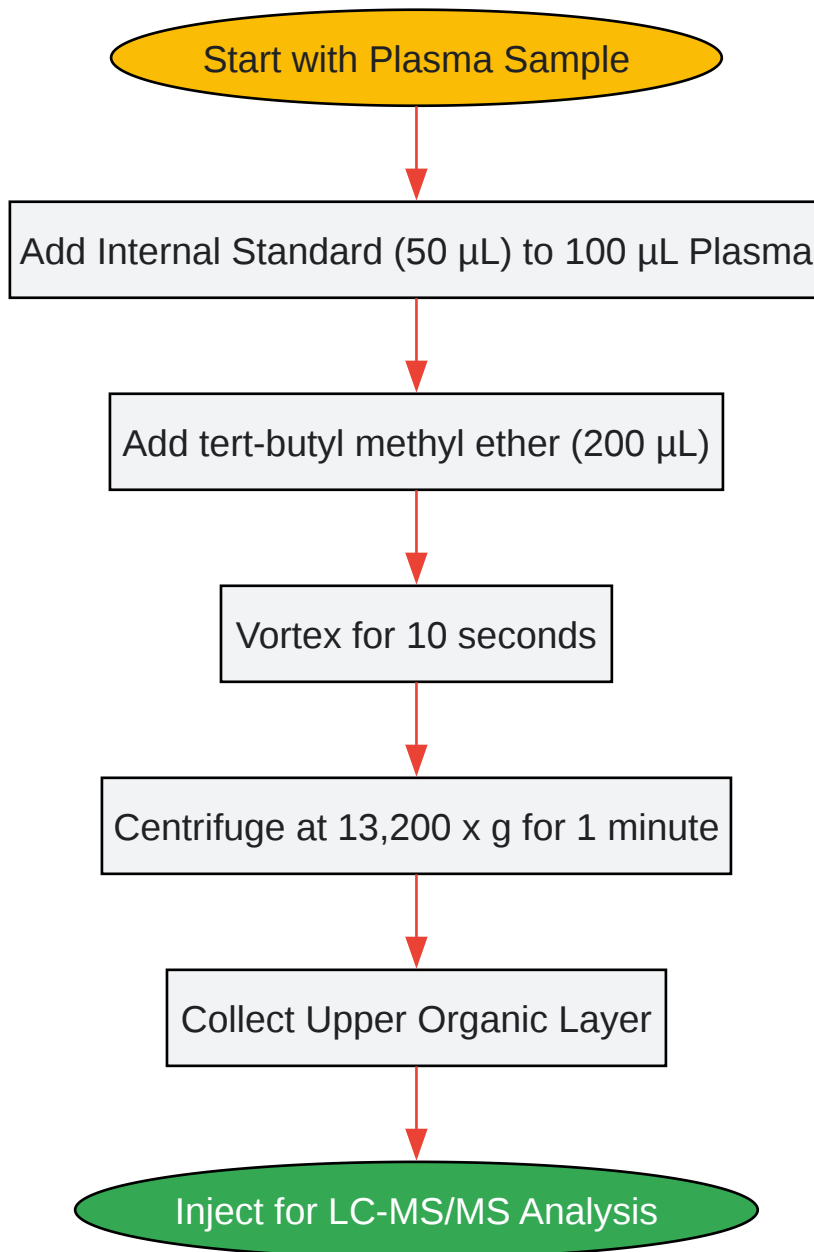 Start with Plasma Sample
Add Internal Standard (50 µL) to 100 µL Plasma
Add tert-butyl methyl ether (200 µL)
Vortex for 10 seconds
Centrifuge at 13,200 x g for 1 minute
Collect Upper Organic Layer
Inject for LC-MS/MS Analysis